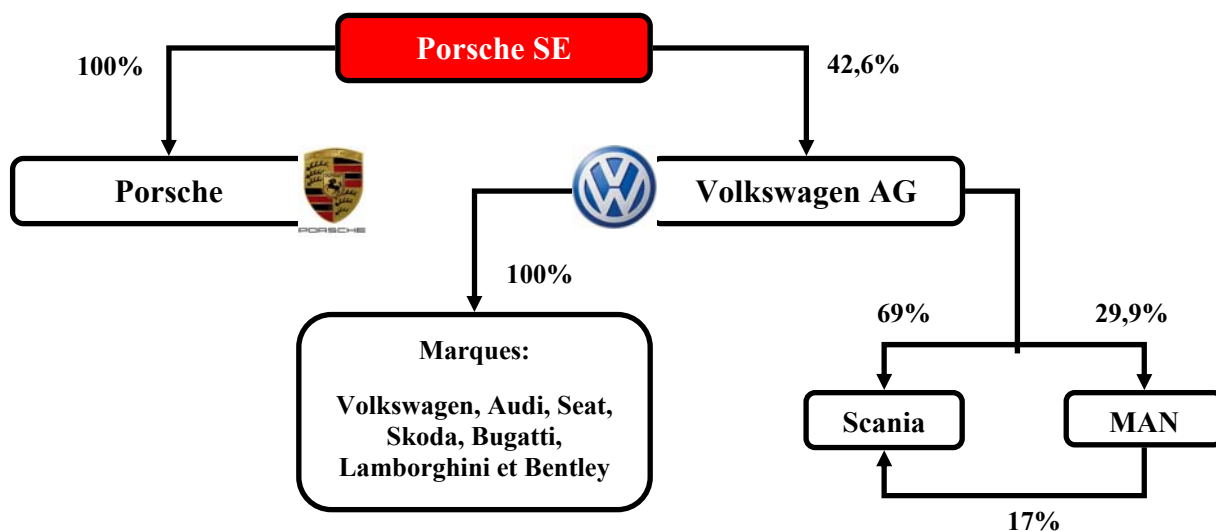 Porsche SE
100%
42,6%
Porsche
PORSCHE
Volkswagen AG
100%
Marques:
Volkswagen, Audi, Seat,
Skoda, Bugatti,
Lamborghini et Bentley
69%
29,9%
Scania
MAN
17%